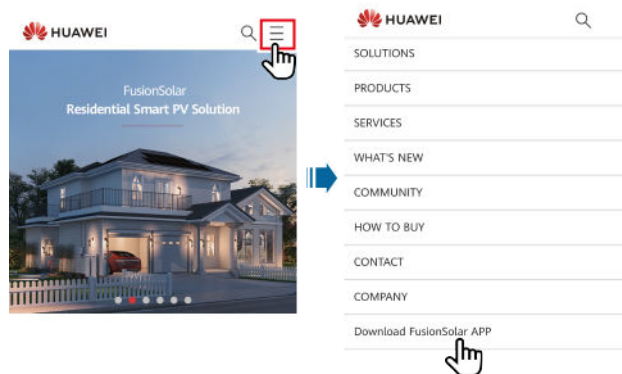 HUAWEI
FusionSolar
Residential Smart PV Solution
HUAWEI
SOLUTIONS
PRODUCTS
SERVICES
WHAT'S NEW
COMMUNITY
HOW TO BUY
CONTACT
COMPANY
Download FusionSolar APP